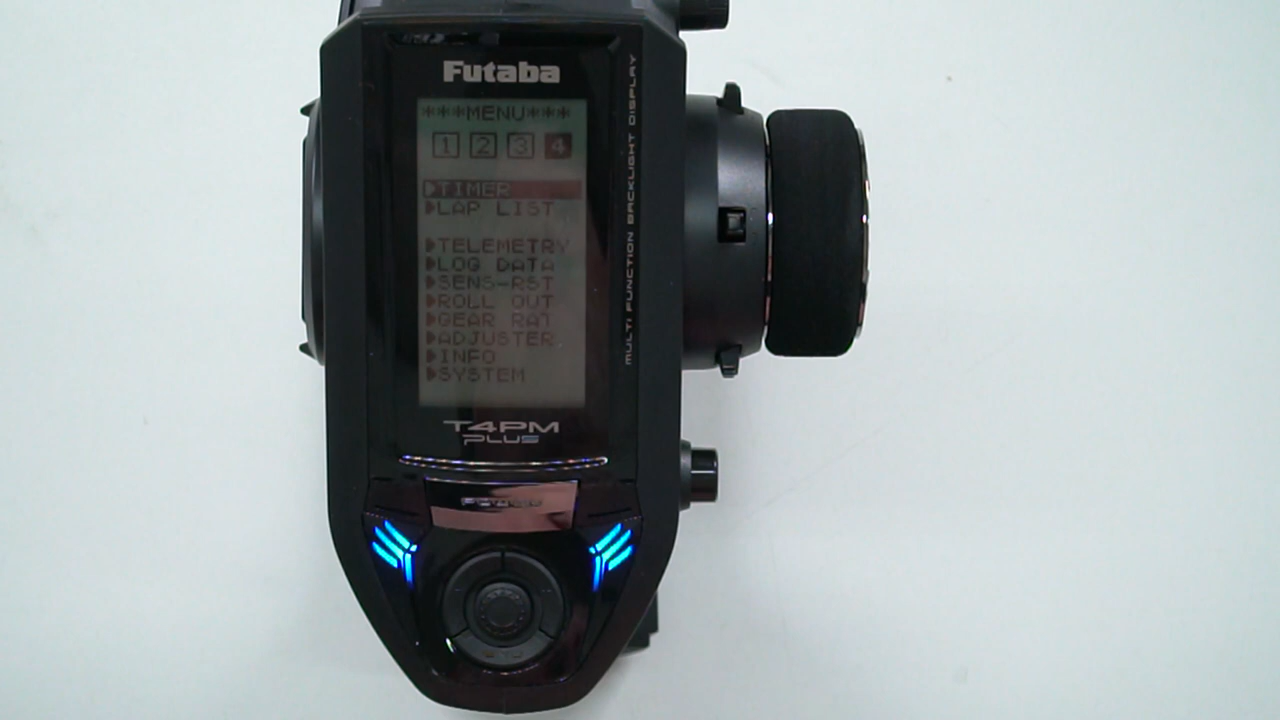 Futaba
***MENU***
1 2 3 4
▶TIMER
▶LAP LIST
▶TELEMETRY
▶LOG DATA
▶SENS-RST
▶ROLL OUT
▶GEAR RAT
▶ADJUSTER
▶INFO
▶SYSTEM
MULTI FUNCTION BACKLIGHT DISPLAY
T4PM
PLUS